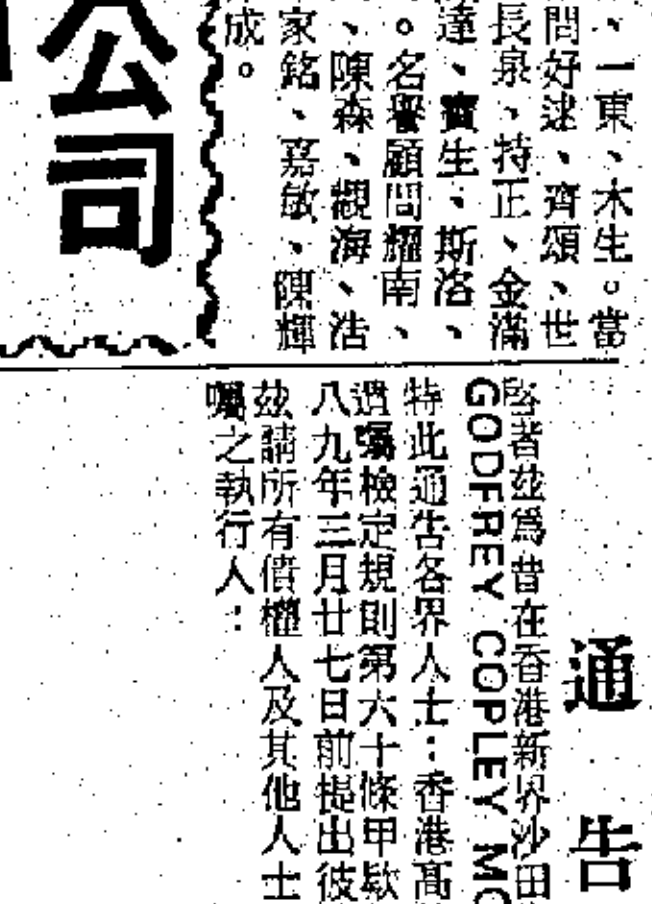 、一東、木生。當
問好逑、齊頌、世
長泉、特正、金滿
達、寶生、斯洛、
。名譽顧問耀南、
、陳森、觀海、浩
家銘、嘉敏、陳輝
成。
公司
通告
啓者茲為昔在香港新界沙田
GODFREY COPLEY MO
特此通告各界人士：香港高
遺囑檢定規則第六十條甲欵
八九年三月廿七日前提出彼
茲請所有債權人及其他人士
囑之執行人：